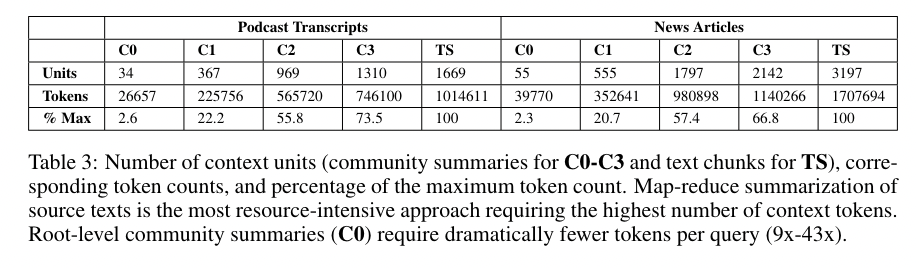 Podcast Transcripts News Articles
C0 C1 C2 C3 TS C0 C1 C2 C3 TS
Units 34 367 969 1310 1669 55 555 1797 2142 3197
Tokens 26657 225756 565720 746100 1014611 39770 352641 980898 1140266 1707694
% Max 2.6 22.2 55.8 73.5 100 2.3 20.7 57.4 66.8 100
Table 3: Number of context units (community summaries for C0-C3 and text chunks for TS), corre-
sponding token counts, and percentage of the maximum token count. Map-reduce summarization of
source texts is the most resource-intensive approach requiring the highest number of context tokens.
Root-level community summaries (C0) require dramatically fewer tokens per query (9x-43x).